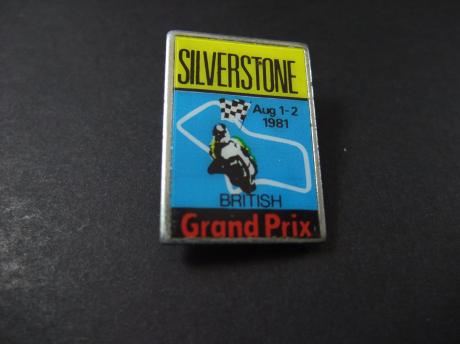 SILVERSTONE
Aug 1-2
1981
BRITISH
Grand Prix